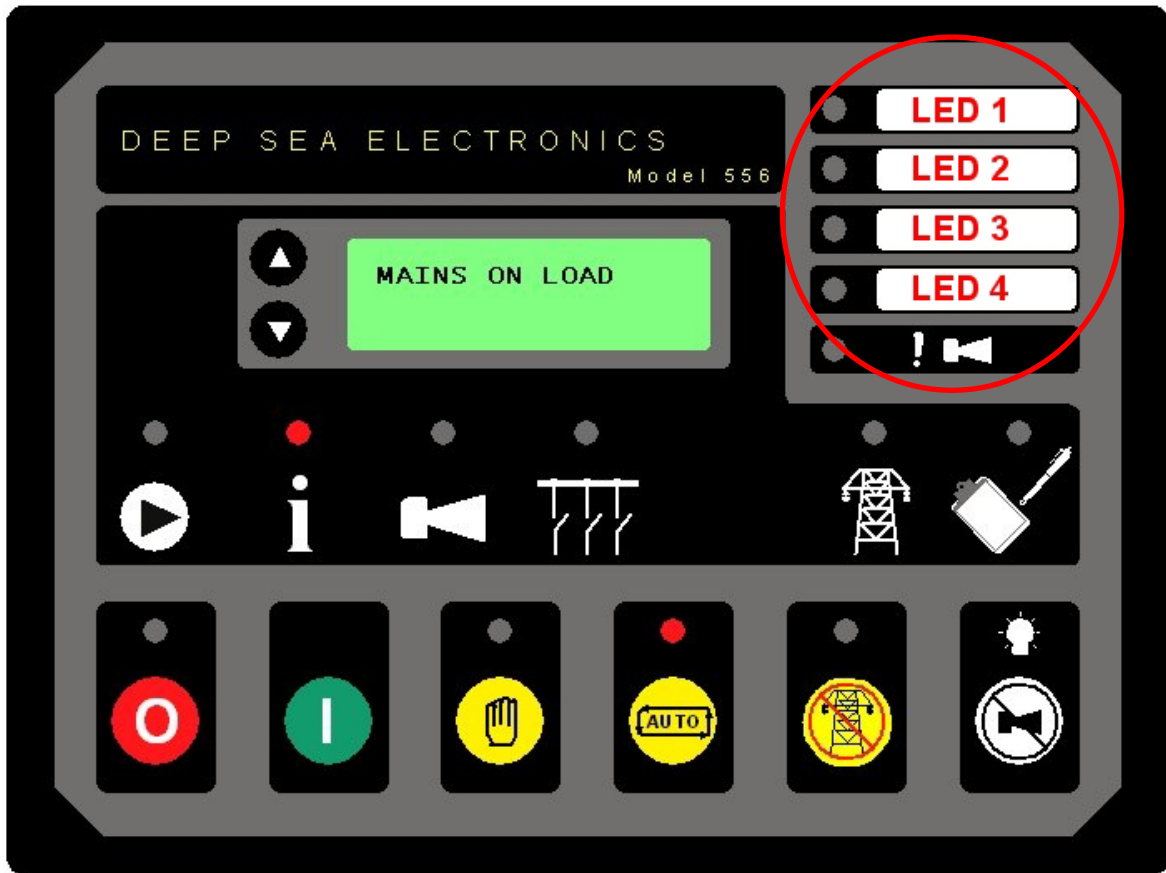 DEEP SEA ELECTRONICS
Model 556
LED 1
LED 2
LED 3
LED 4
!
MAINS ON LOAD
i
O
I
AUTO